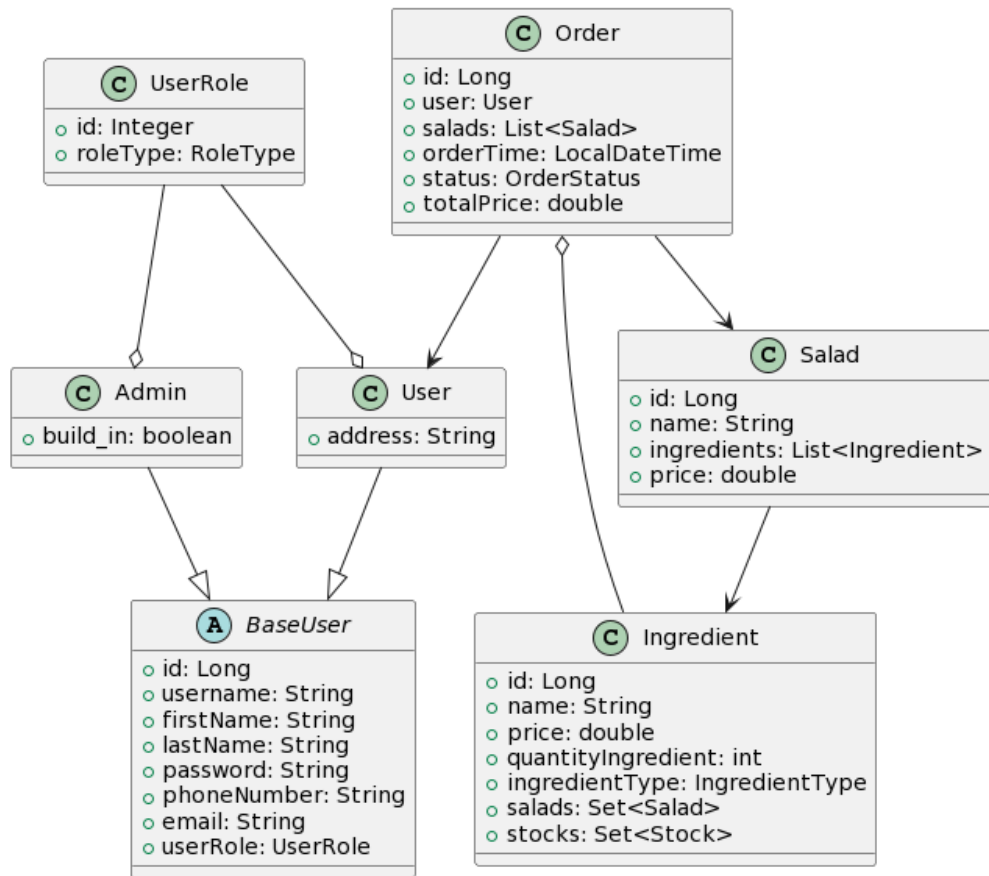 C UserRole
id: Integer
roleType: RoleType
C Order
id: Long
user: User
salads: List<Salad>
orderTime: LocalDateTime
status: OrderStatus
totalPrice: double
C Admin
build_in: boolean
C User
address: String
C Salad
id: Long
name: String
ingredients: List<Ingredient>
price: double
A BaseUser
id: Long
username: String
firstName: String
lastName: String
password: String
phoneNumber: String
email: String
userRole: UserRole
C Ingredient
id: Long
name: String
price: double
quantityIngredient: int
ingredientType: IngredientType
salads: Set<Salad>
stocks: Set<Stock>